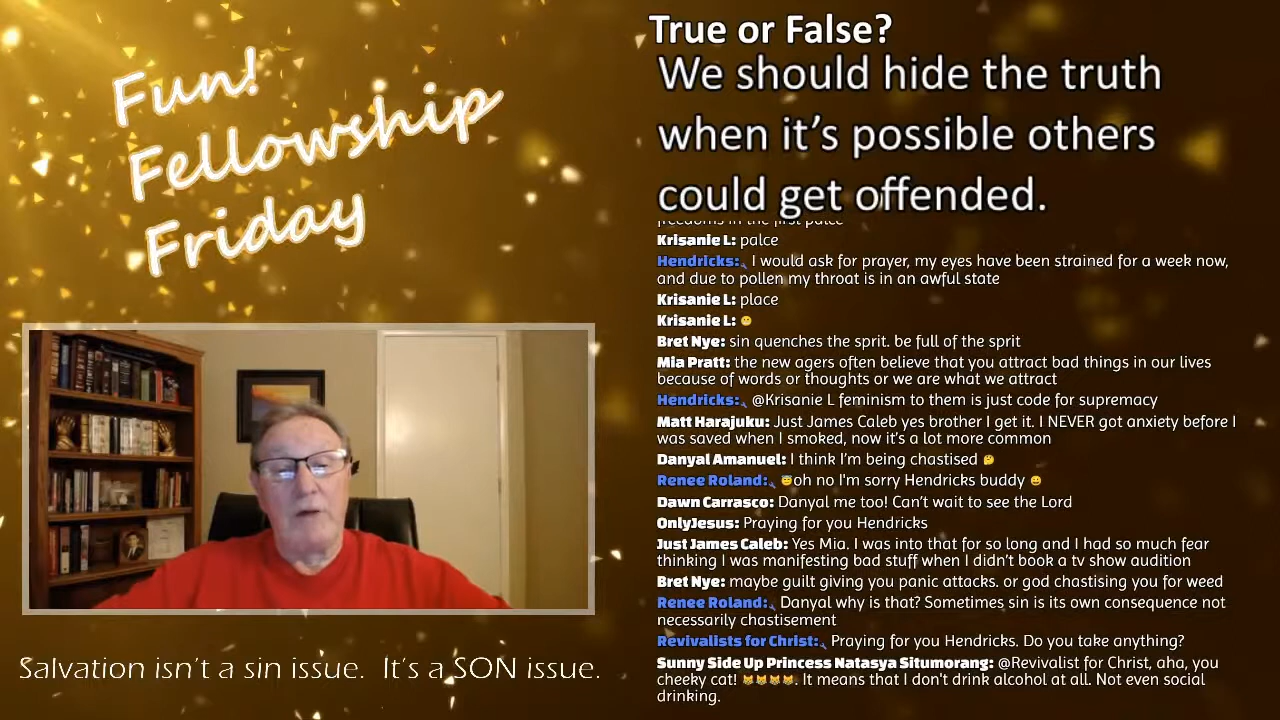 Fun!
Fellowship
Friday
Salvation isn't a sin issue. It's a SON issue.
True or False?
We should hide the truth
when it's possible others
could get offended.
freedoms in the first palce
Krisanie L: palce
Hendricks: I would ask for prayer, my eyes have been strained for a week now,
and due to pollen my throat is in an awful state
Krisanie L: place
Krisanie L: 😬
Bret Nye: sin quenches the sprit. be full of the sprit
Mia Pratt: the new agers often believe that you attract bad things in our lives
because of words or thoughts or we are what we attract
Hendricks: @Krisanie L feminism to them is just code for supremacy
Matt Harajuku: Just James Caleb yes brother I get it. I NEVER got anxiety before I
was saved when I smoked, now it's a lot more common
Danyal Amanuel: I think I'm being chastised 🤔
Renee Roland: 😇oh no I'm sorry Hendricks buddy 😀
Dawn Carrasco: Danyal me too! Can't wait to see the Lord
OnlyJesus: Praying for you Hendricks
Just James Caleb: Yes Mia. I was into that for so long and I had so much fear
thinking I was manifesting bad stuff when I didn't book a tv show audition
Bret Nye: maybe guilt giving you panic attacks. or god chastising you for weed
Renee Roland: Danyal why is that? Sometimes sin is its own consequence not
necessarily chastisement
Revivalists for Christ: Praying for you Hendricks. Do you take anything?
Sunny Side Up Princess Natasya Situmorang: @Revivalist for Christ, aha, you
cheeky cat! 😹😹😹😹. It means that I don't drink alcohol at all. Not even social
drinking.